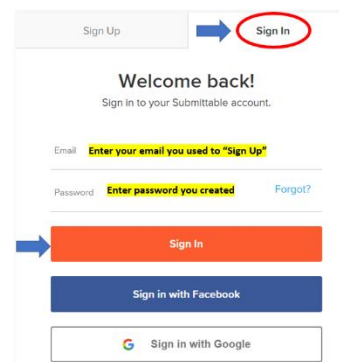 Sign Up Sign In
Welcome back!
Sign in to your Submittable account.
Email Enter your email you used to “Sign Up”
Password Enter password you created Forgot?
Sign In
Sign in with Facebook
G Sign in with Google